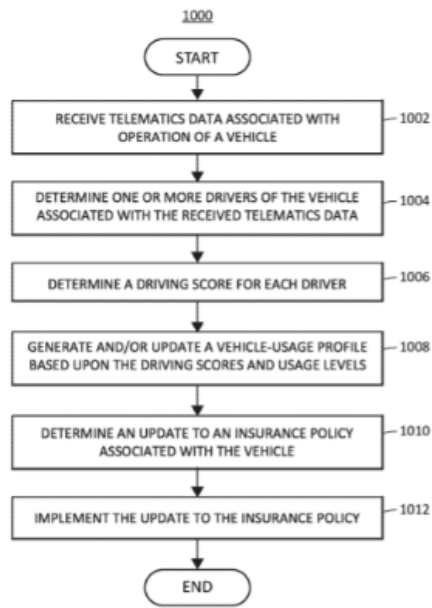 1000
START
RECEIVE TELEMATICS DATA ASSOCIATED WITH
OPERATION OF A VEHICLE
1002
DETERMINE ONE OR MORE DRIVERS OF THE VEHICLE
ASSOCIATED WITH THE RECEIVED TELEMATICS DATA
1004
DETERMINE A DRIVING SCORE FOR EACH DRIVER
1006
GENERATE AND/OR UPDATE A VEHICLE-USAGE PROFILE
BASED UPON THE DRIVING SCORES AND USAGE LEVELS
1008
DETERMINE AN UPDATE TO AN INSURANCE POLICY
ASSOCIATED WITH THE VEHICLE
1010
IMPLEMENT THE UPDATE TO THE INSURANCE POLICY
1012
END